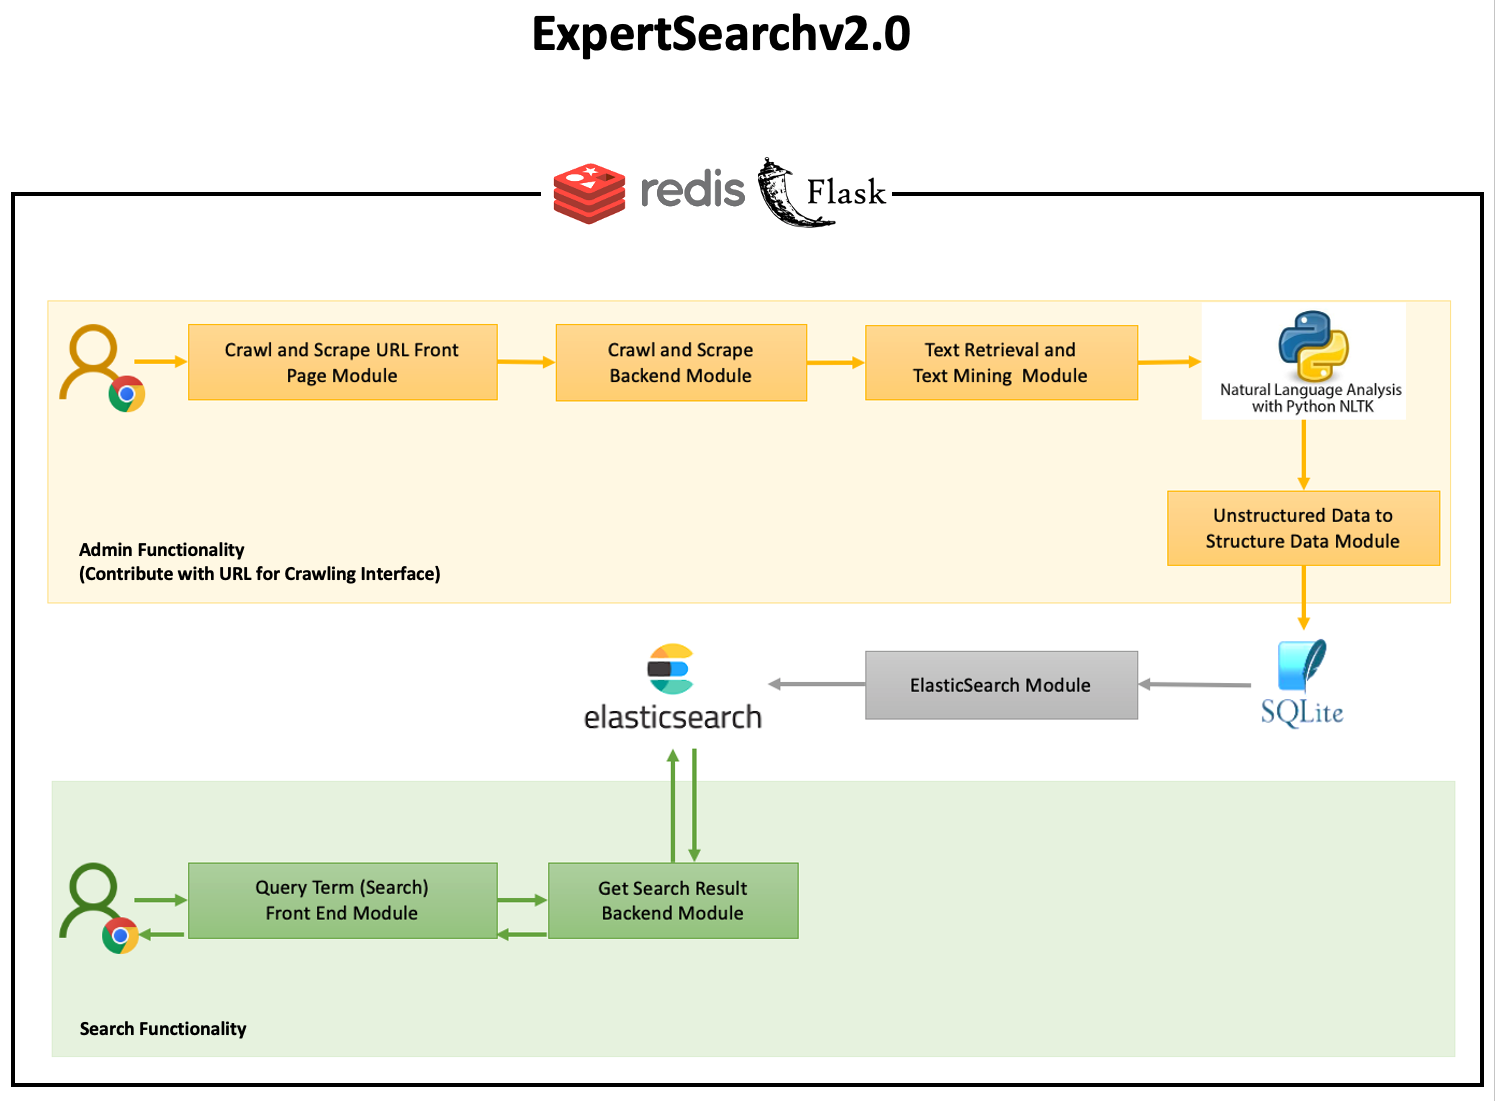 ExpertSearchv2.0
redis
Flask
Crawl and Scrape URL Front
Page Module
Crawl and Scrape
Backend Module
Text Retrieval and
Text Mining Module
Natural Language Analysis
with Python NLTK
Unstructured Data to
Structure Data Module
Admin Functionality
(Contribute with URL for Crawling Interface)
elasticsearch
ElasticSearch Module
SQLite
Query Term (Search)
Front End Module
Get Search Result
Backend Module
Search Functionality